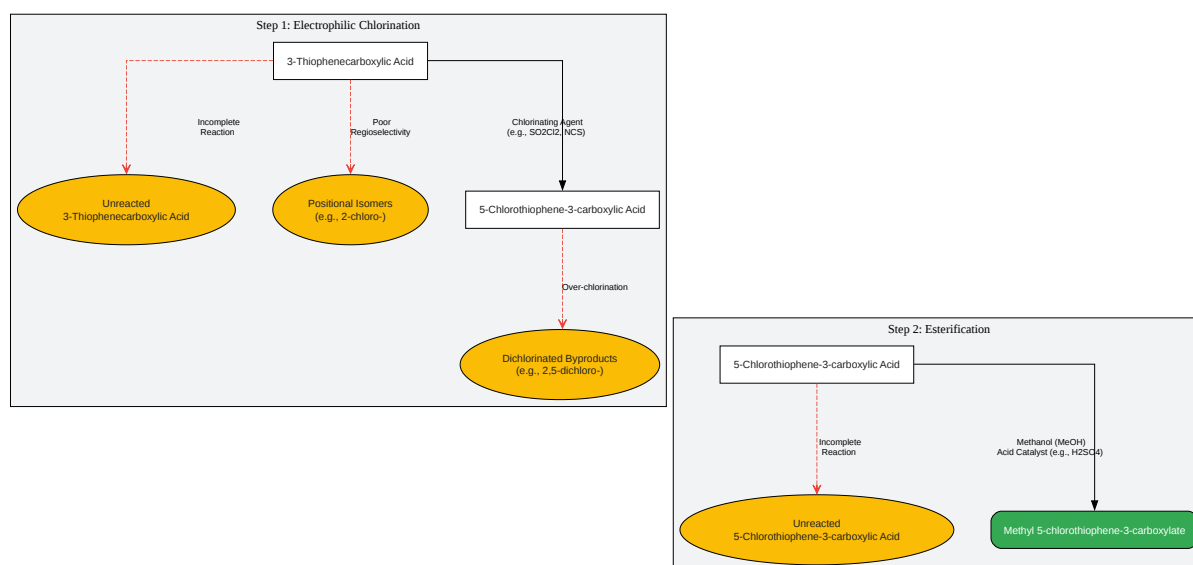 Step 1: Electrophilic Chlorination
3-Thiophenecarboxylic Acid
Incomplete
Reaction
Poor
Regioselectivity
Chlorinating Agent
(e.g., SO2Cl2, NCS)
Unreacted
3-Thiophenecarboxylic Acid
Positional Isomers
(e.g., 2-chloro-)
5-Chlorothiophene-3-carboxylic Acid
Over-chlorination
Dichlorinated Byproducts
(e.g., 2,5-dichloro-)
Step 2: Esterification
5-Chlorothiophene-3-carboxylic Acid
Incomplete
Reaction
Methanol (MeOH)
Acid Catalyst (e.g., H2SO4)
Unreacted
5-Chlorothiophene-3-carboxylic Acid
Methyl 5-chlorothiophene-3-carboxylate